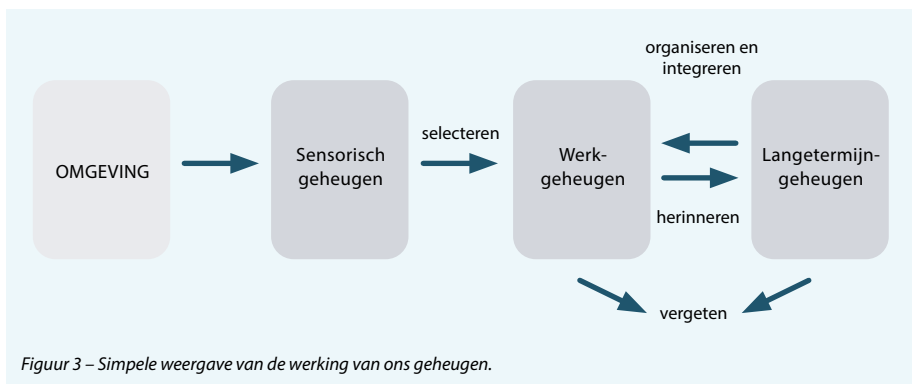 organiseren en
integreren
OMGEVING
Sensorisch
geheugen
selecteren
Werk-
geheugen
Langetermijn-
geheugen
herinneren
vergeten
Figuur 3 – Simpele weergave van de werking van ons geheugen.